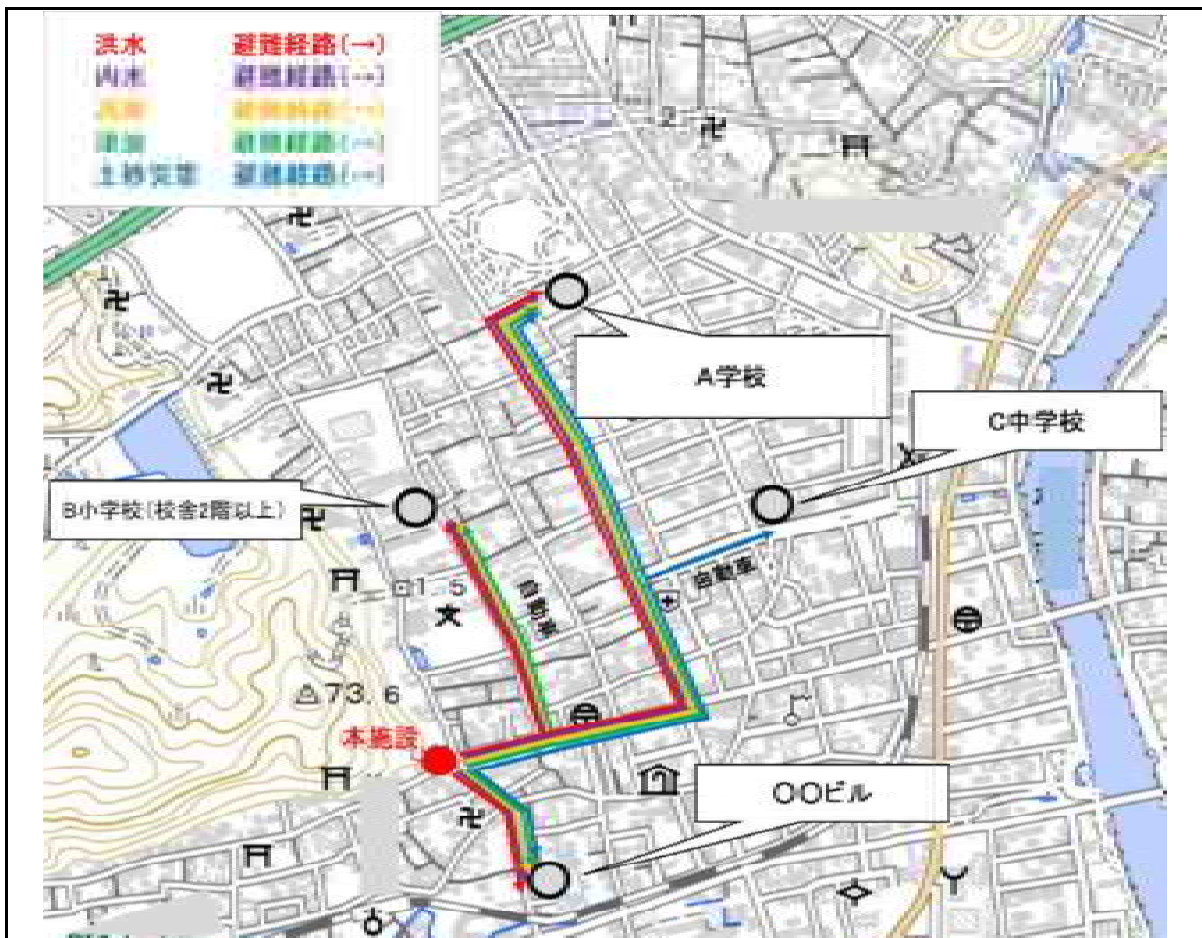 洪水 避難経路(→)
内水 避難経路(→)
高潮 避難経路(→)
津波 避難経路(→)
土砂災害 避難経路(→)
A学校
C中学校
B小学校(校舎2階以上)
自動車
自動車
73.6
本施設
〇〇ビル